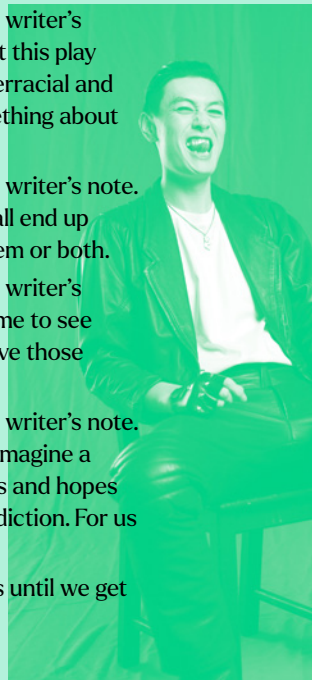 writer’s
t this play
erracial and
ething about
writer’s note.
all end up
em or both.
writer’s
me to see
ve those
writer’s note.
magine a
s and hopes
diction. For us
s until we get